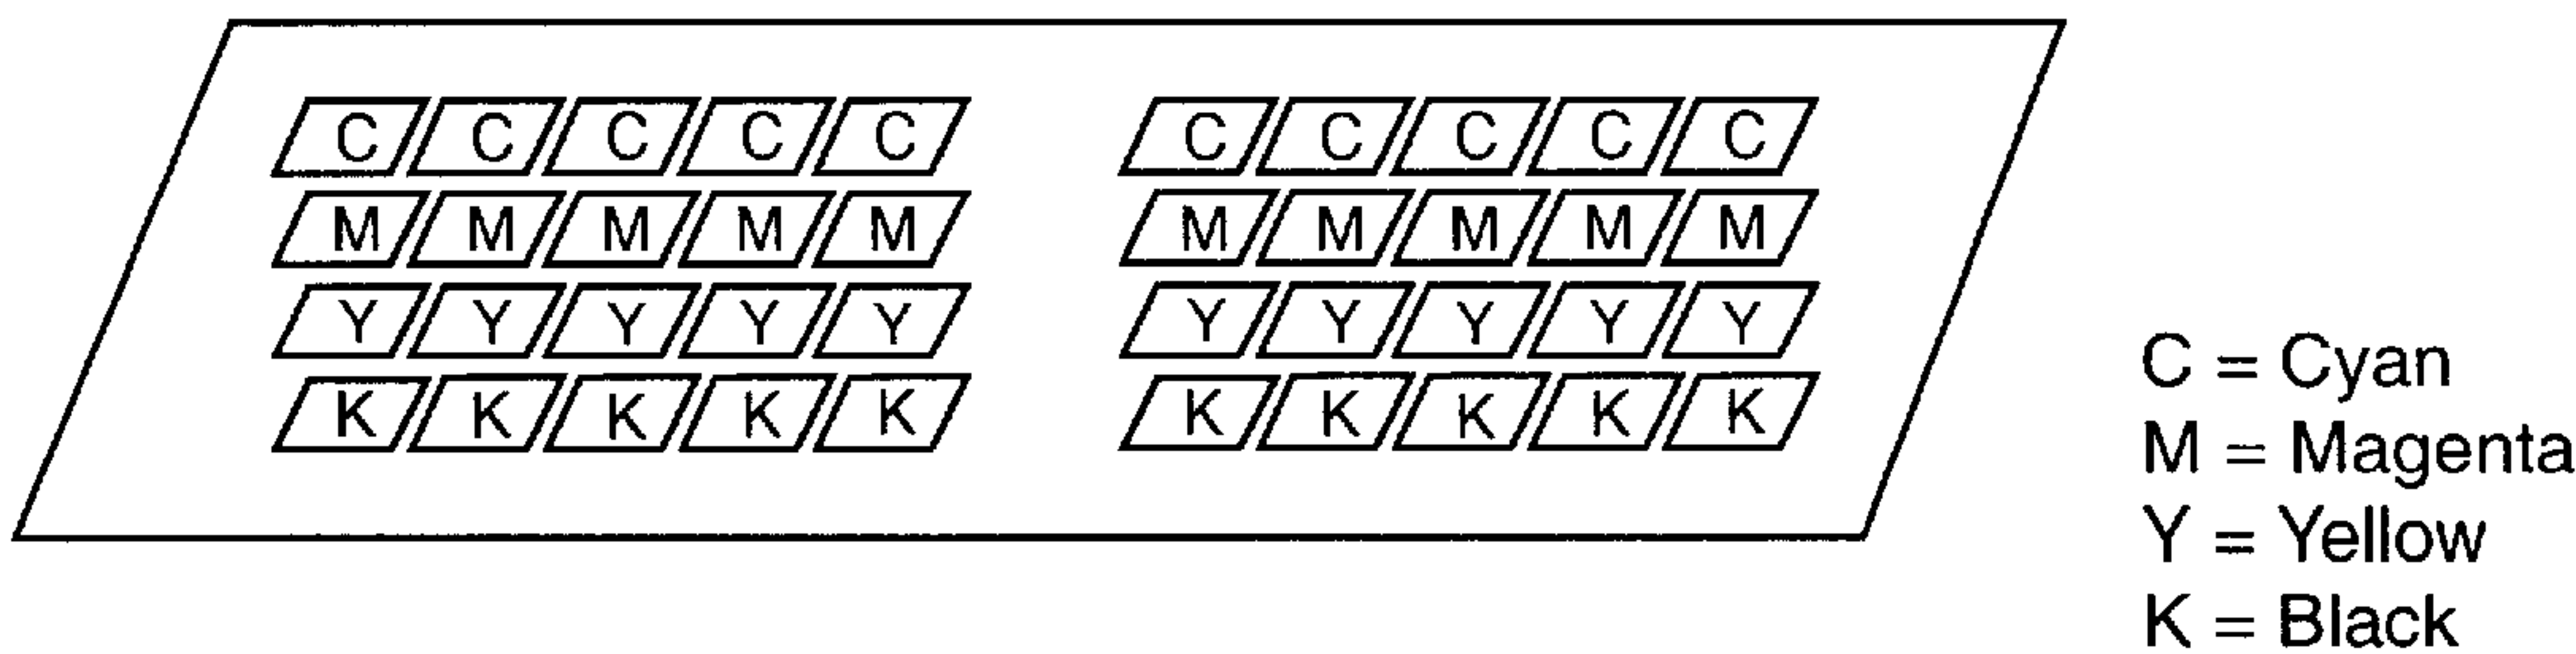 C C C C C C C C C C
M M M M M M M M M M
Y Y Y Y Y Y Y Y Y Y
K K K K K K K K K K
C = Cyan
M = Magenta
Y = Yellow
K = Black